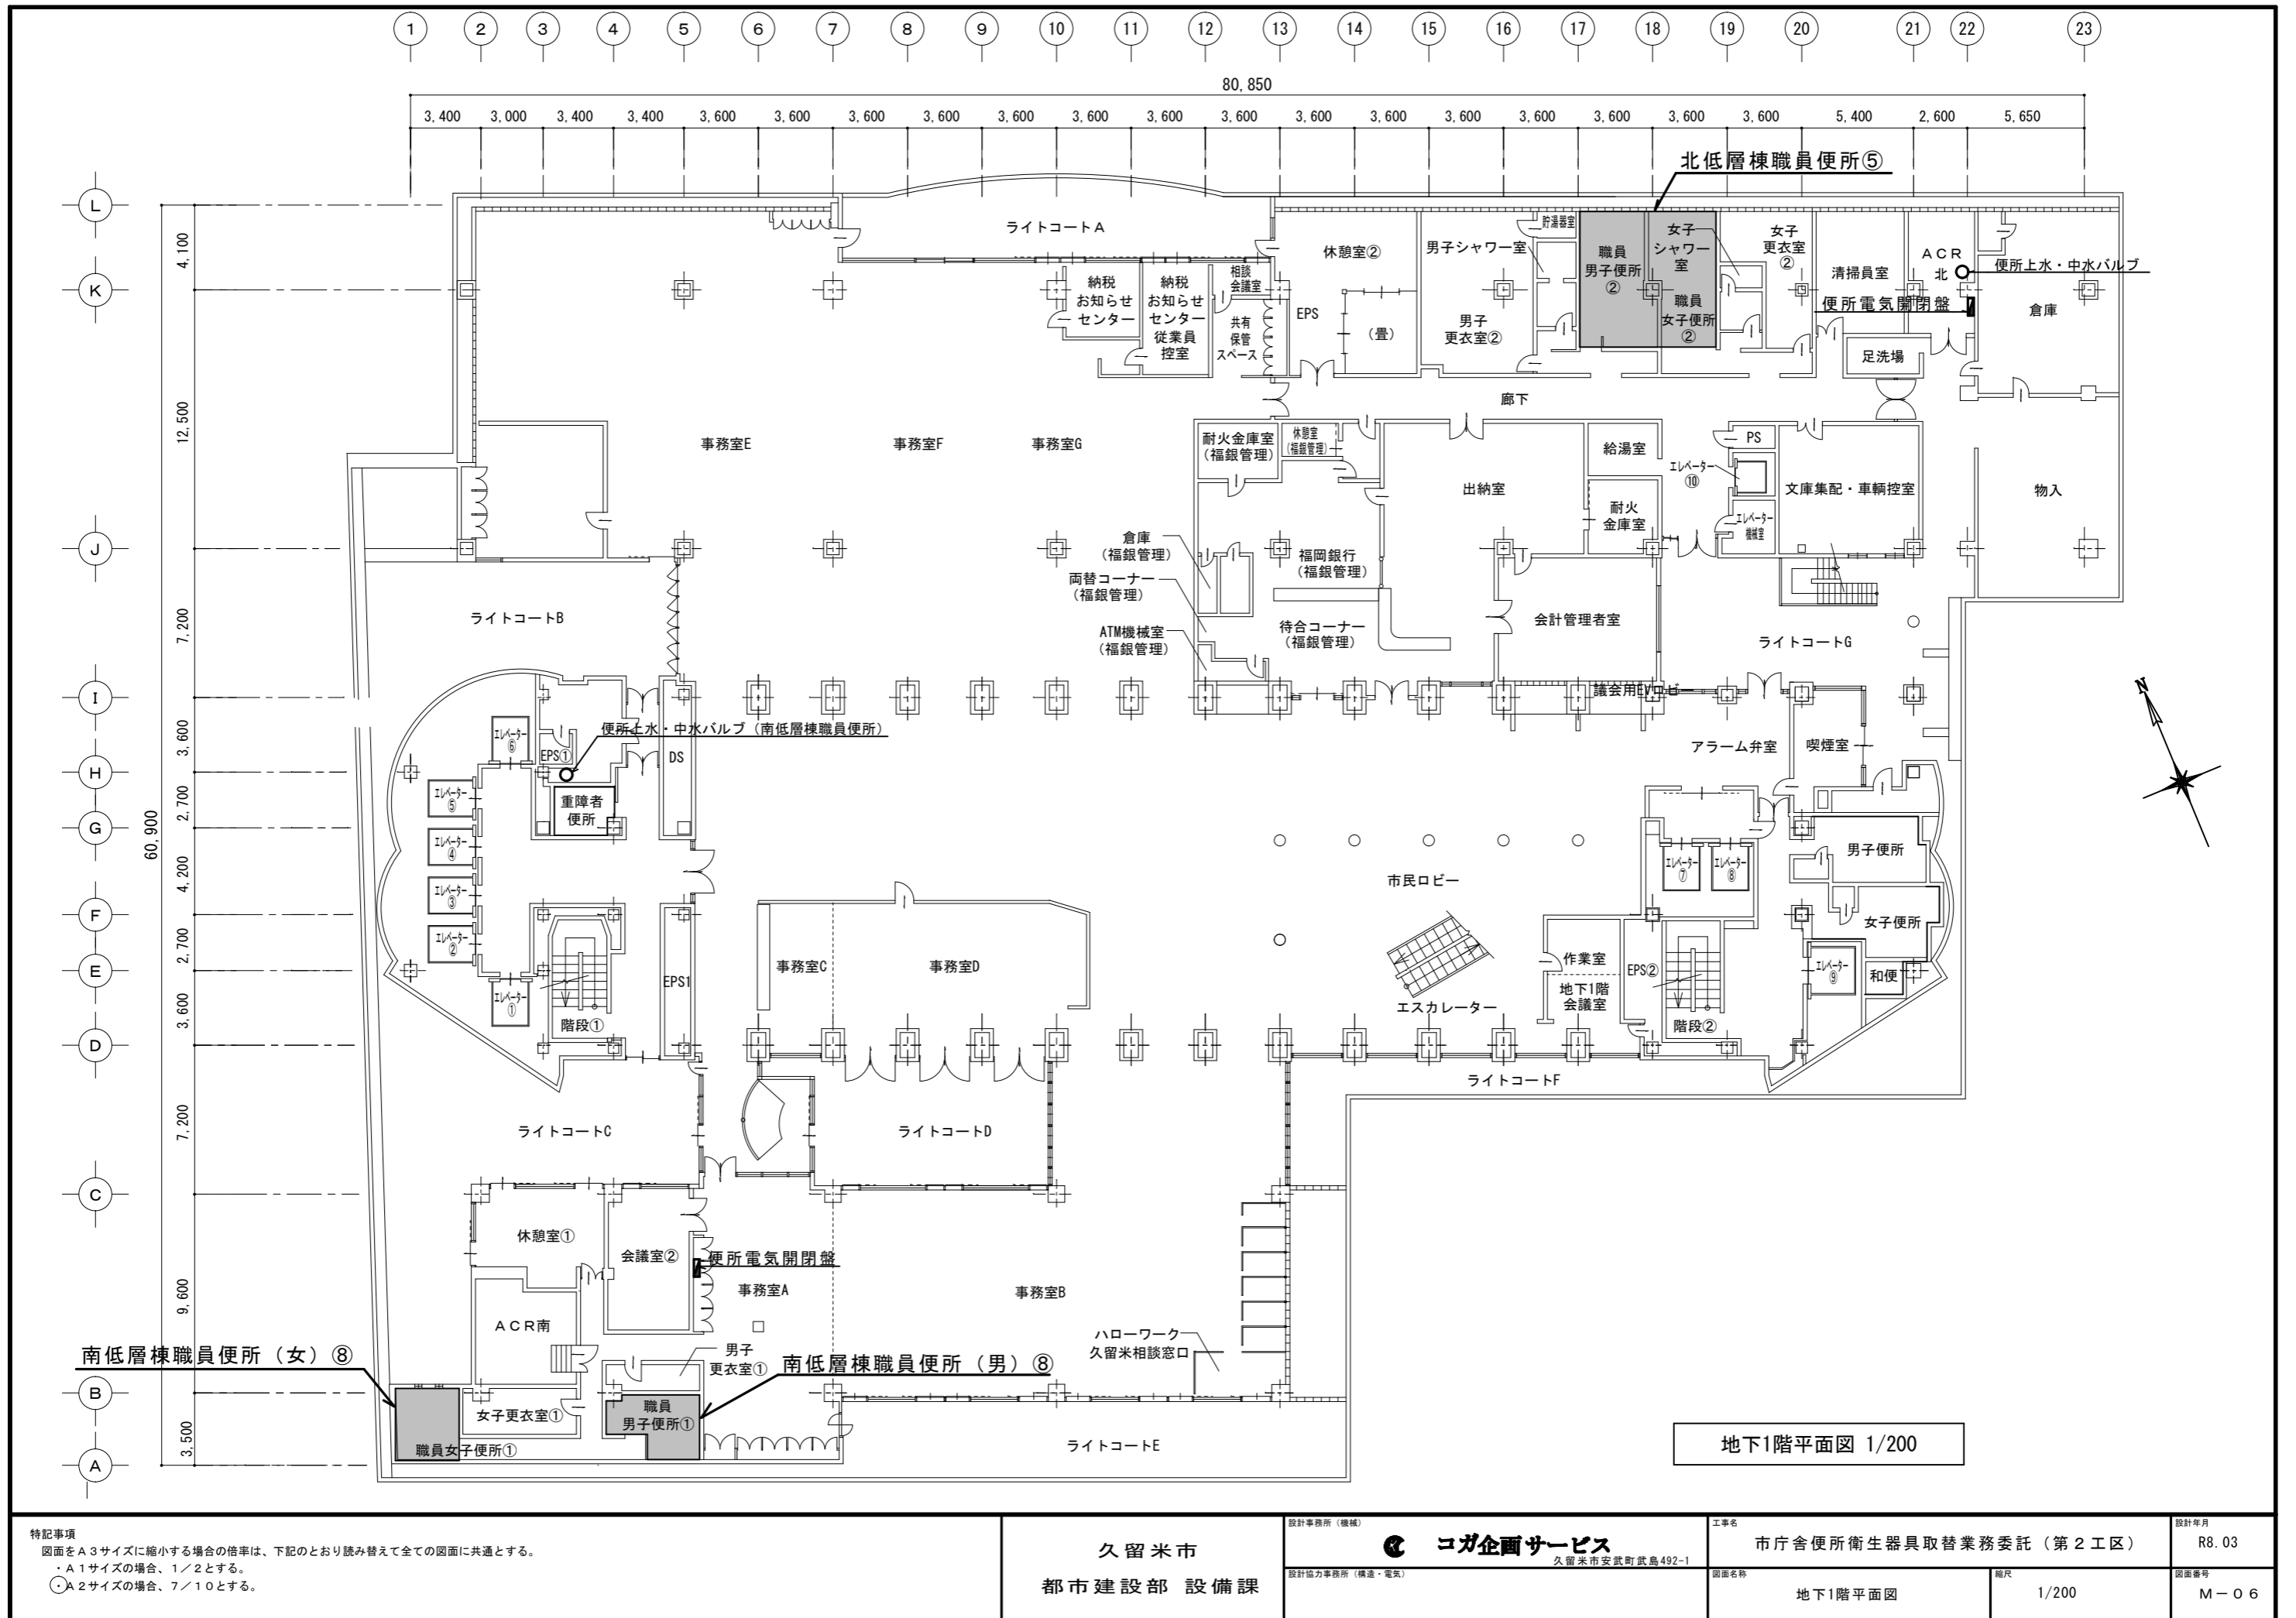 1 2 3 4 5 6 7 8 9 10 11 12 13 14 15 16 17 18 19 20 21 22 23
80,850
3,400 3,000 3,400 3,400 3,600 3,600 3,600 3,600 3,600 3,600 3,600 3,600 3,600 3,600 3,600 3,600 3,600 3,600 3,600 5,400 2,600 5,650
北低層棟職員便所⑤
L
K
J
I
H
G
F
E
D
C
B
A
4,100
12,500
7,200
3,600
2,700
4,200
2,700
3,600
7,200
9,600
3,500
60,900
ライトコートA
納税
お知らせ
センター
納税
お知らせ
センター
従業員
控室
相談
会議室
共有
保管
スペース
EPS
休憩室②
(畳)
男子シャワー室
男子
更衣室②
貯湯器室
職員
男子便所
②
女子
シャワー
室
職員
女子便所
②
女子
更衣室
②
清掃員室
ACR
北
便所上水・中水バルブ
便所電気開閉盤
倉庫
足洗場
廊下
事務室E
事務室F
事務室G
耐火金庫室
(福銀管理)
休憩室
(福銀管理)
出納室
給湯室
耐火
金庫室
PS
エレベーター
⑩
エレベーター
機械室
文庫集配・車輌控室
物入
倉庫
(福銀管理)
両替コーナー
(福銀管理)
ATM機械室
(福銀管理)
福岡銀行
(福銀管理)
待合コーナー
(福銀管理)
会計管理者室
ライトコートG
ライトコートB
議会用EVロビー
アラーム弁室
喫煙室
エレベーター
⑥
EPS①
便所上水・中水バルブ（南低層棟職員便所）
DS
重障者
便所
エレベーター
⑤
エレベーター
④
エレベーター
③
エレベーター
②
エレベーター
①
階段①
EPS1
事務室C
事務室D
市民ロビー
エスカレーター
エレベーター
⑦
エレベーター
⑧
男子便所
女子便所
エレベーター
⑨
和便
作業室
地下1階
会議室
EPS②
階段②
N
ライトコートF
ライトコートC
ライトコートD
休憩室①
会議室②
便所電気開閉盤
事務室A
事務室B
ACR南
男子
更衣室①
ハローワーク
久留米相談窓口
南低層棟職員便所（女）⑧
南低層棟職員便所（男）⑧
女子更衣室①
職員女子便所①
職員
男子便所①
ライトコートE
地下1階平面図 1/200
特記事項
図面をA3サイズに縮小する場合の倍率は、下記のとおり読み替えて全ての図面に共通とする。
・A1サイズの場合、1／2とする。
・A2サイズの場合、7／10とする。
久留米市
都市建設部 設備課
設計事務所（機械）
コガ企画サービス
久留米市安武町武島492-1
設計協力事務所（構造・電気）
工事名
市庁舎便所衛生器具取替業務委託（第2工区）
設計年月
R8.03
図面名称
地下1階平面図
縮尺
1/200
図面番号
M－06